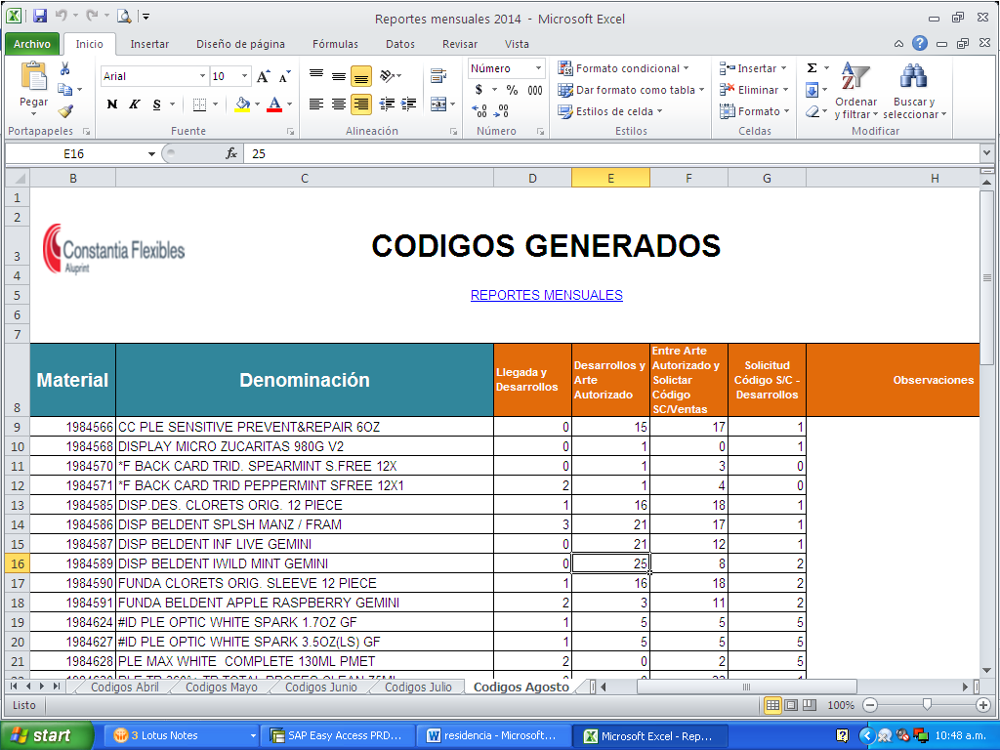 Reportes mensuales 2014 - Microsoft Excel
Archivo Inicio Insertar Diseño de página Fórmulas Datos Revisar Vista
Pegar
Portapapeles
Arial 10
N K S
Fuente
Alineación
Número
$ % 000
Número
Formato condicional
Dar formato como tabla
Estilos de celda
Estilos
Insertar
Eliminar
Formato
Celdas
Σ
Ordenar y filtrar
Buscar y seleccionar
Modificar
E16 fx 25
B C D E F G H
Constantia Flexibles
Aluprint
CODIGOS GENERADOS
REPORTES MENSUALES
1
2
3
4
5
6
7
8 Material Denominación Llegada y Desarrollos Desarrollos y Arte Autorizado Entre Arte Autorizado y Solictar Código SC/Ventas Solicitud Código S/C - Desarrollos Observaciones
9 1984566 CC PLE SENSITIVE PREVENT&REPAIR 6OZ 0 15 17 1
10 1984568 DISPLAY MICRO ZUCARITAS 980G V2 0 1 0 1
11 1984570 *F BACK CARD TRID. SPEARMINT S.FREE 12X 0 1 3 0
12 1984571 *F BACK CARD TRID PEPPERMINT SFREE 12X1 2 1 4 0
13 1984585 DISP.DES. CLORETS ORIG. 12 PIECE 1 16 18 1
14 1984586 DISP BELDENT SPLSH MANZ / FRAM 3 21 17 1
15 1984587 DISP BELDENT INF LIVE GEMINI 0 21 12 1
16 1984589 DISP BELDENT IWILD MINT GEMINI 0 25 8 2
17 1984590 FUNDA CLORETS ORIG. SLEEVE 12 PIECE 1 16 18 2
18 1984591 FUNDA BELDENT APPLE RASPBERRY GEMINI 2 3 11 2
19 1984624 #ID PLE OPTIC WHITE SPARK 1.7OZ GF 1 5 5 5
20 1984627 #ID PLE OPTIC WHITE SPARK 3.5OZ(LS) GF 1 5 5 5
21 1984628 PLE MAX WHITE COMPLETE 130ML PMET 2 0 2 5
Codigos Abril Codigos Mayo Codigos Junio Codigos Julio Codigos Agosto
Listo 100%
start 3 Lotus Notes SAP Easy Access PRD... residencia - Microsoft... Microsoft Excel - Rep... 10:48 a.m.